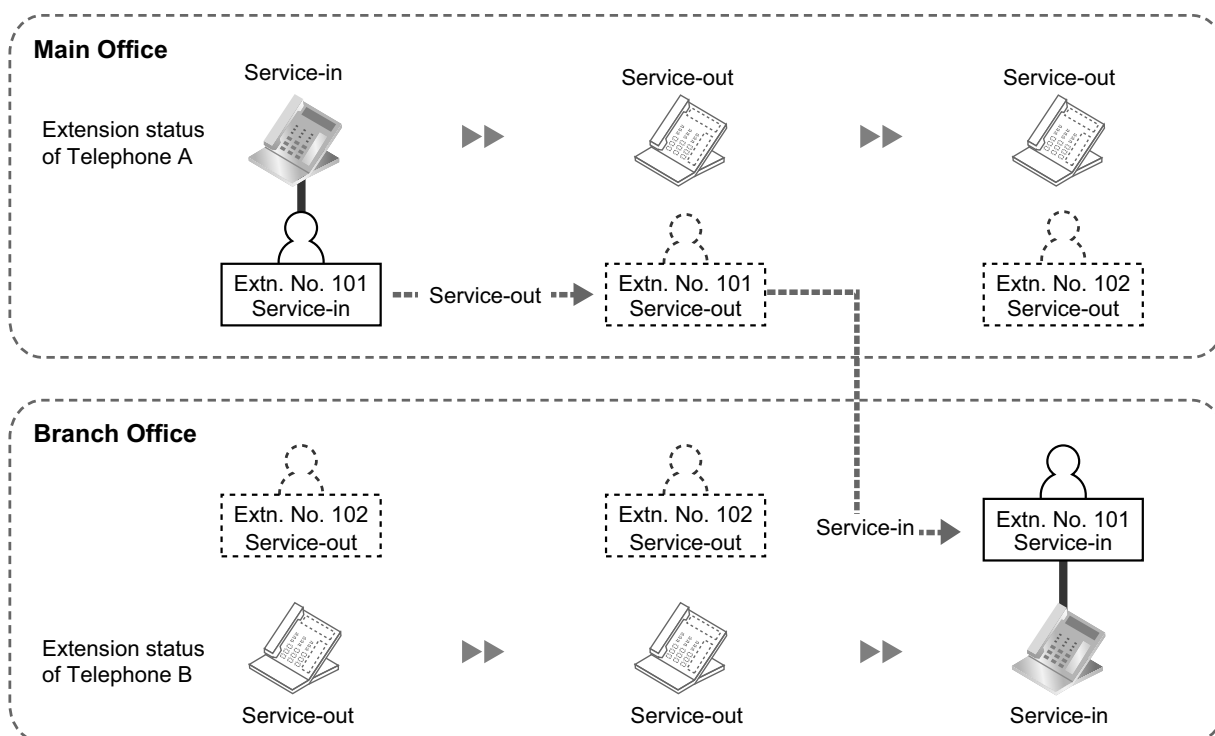 Main Office
Service-in
Service-out
Service-out
Extension status
of Telephone A
Extn. No. 101
Service-in
Service-out
Extn. No. 101
Service-out
Extn. No. 102
Service-out
Branch Office
Extn. No. 102
Service-out
Extn. No. 102
Service-out
Service-in
Extn. No. 101
Service-in
Extension status
of Telephone B
Service-out
Service-out
Service-in